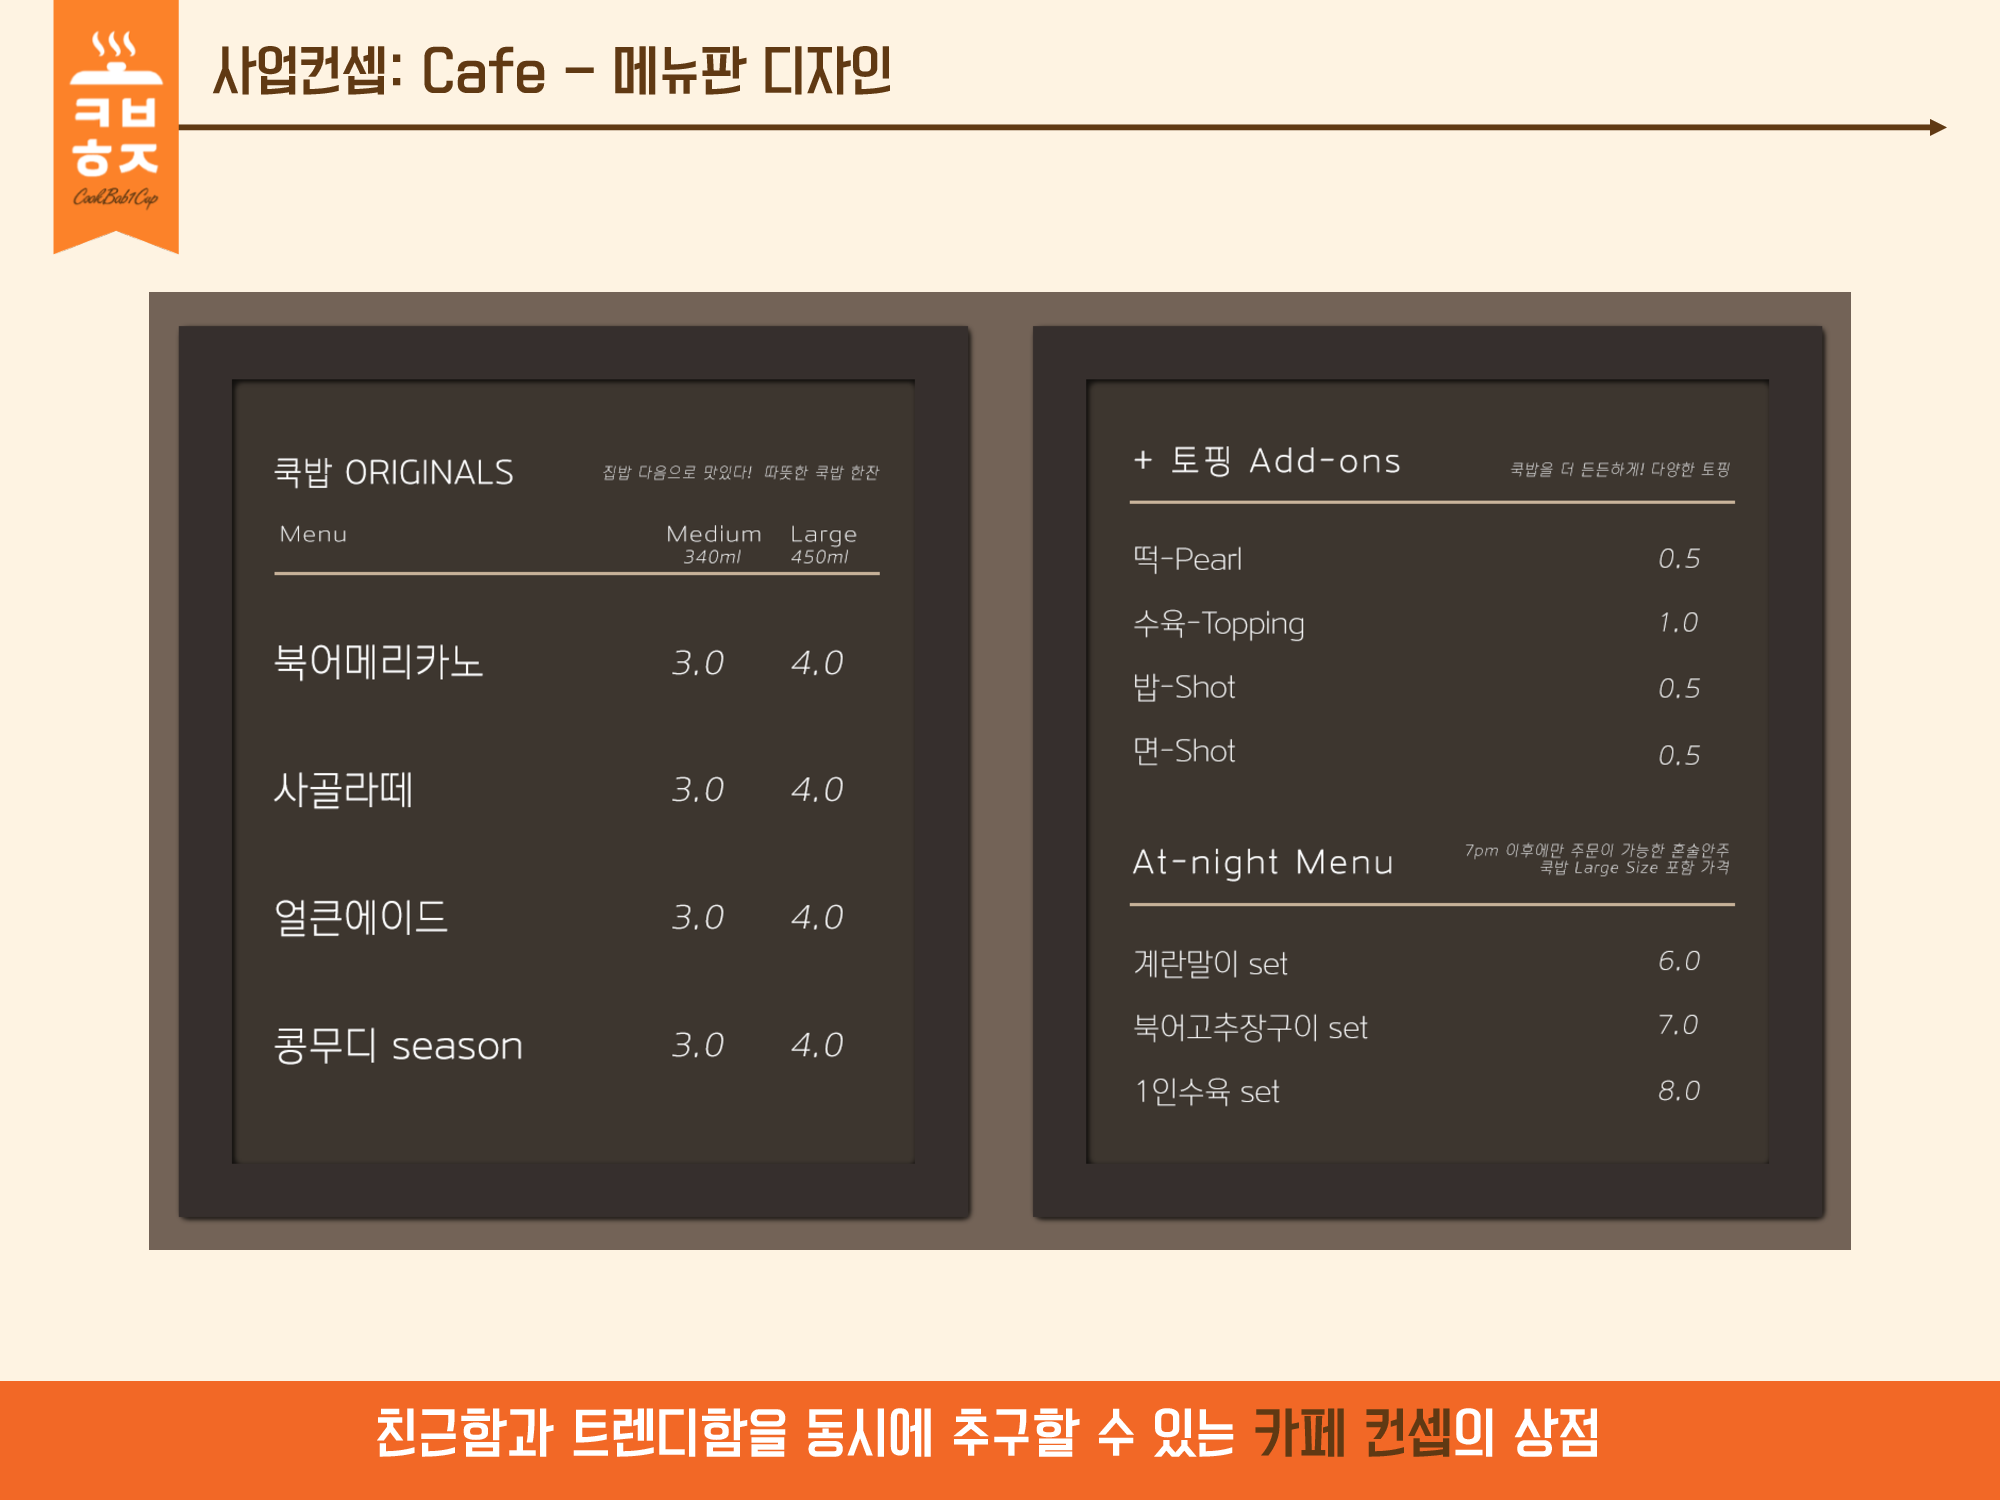 사업컨셉: Cafe – 메뉴판 디자인
ㅋㅂ
ㅎㅈ
CookBab1Cup
쿡밥 ORIGINALS 집밥 다음으로 맛있다! 따뜻한 쿡밥 한잔
Menu Medium Large
340ml 450ml
북어메리카노 3.0 4.0
사골라떼 3.0 4.0
얼큰에이드 3.0 4.0
콩무디 season 3.0 4.0
+ 토핑 Add-ons 쿡밥을 더 든든하게! 다양한 토핑
떡-Pearl 0.5
수육-Topping 1.0
밥-Shot 0.5
면-Shot 0.5
At-night Menu 7pm 이후에만 주문이 가능한 혼술안주
쿡밥 Large Size 포함 가격
계란말이 set 6.0
북어고추장구이 set 7.0
1인수육 set 8.0
친근함과 트렌디함을 동시에 추구할 수 있는 카페 컨셉의 상점